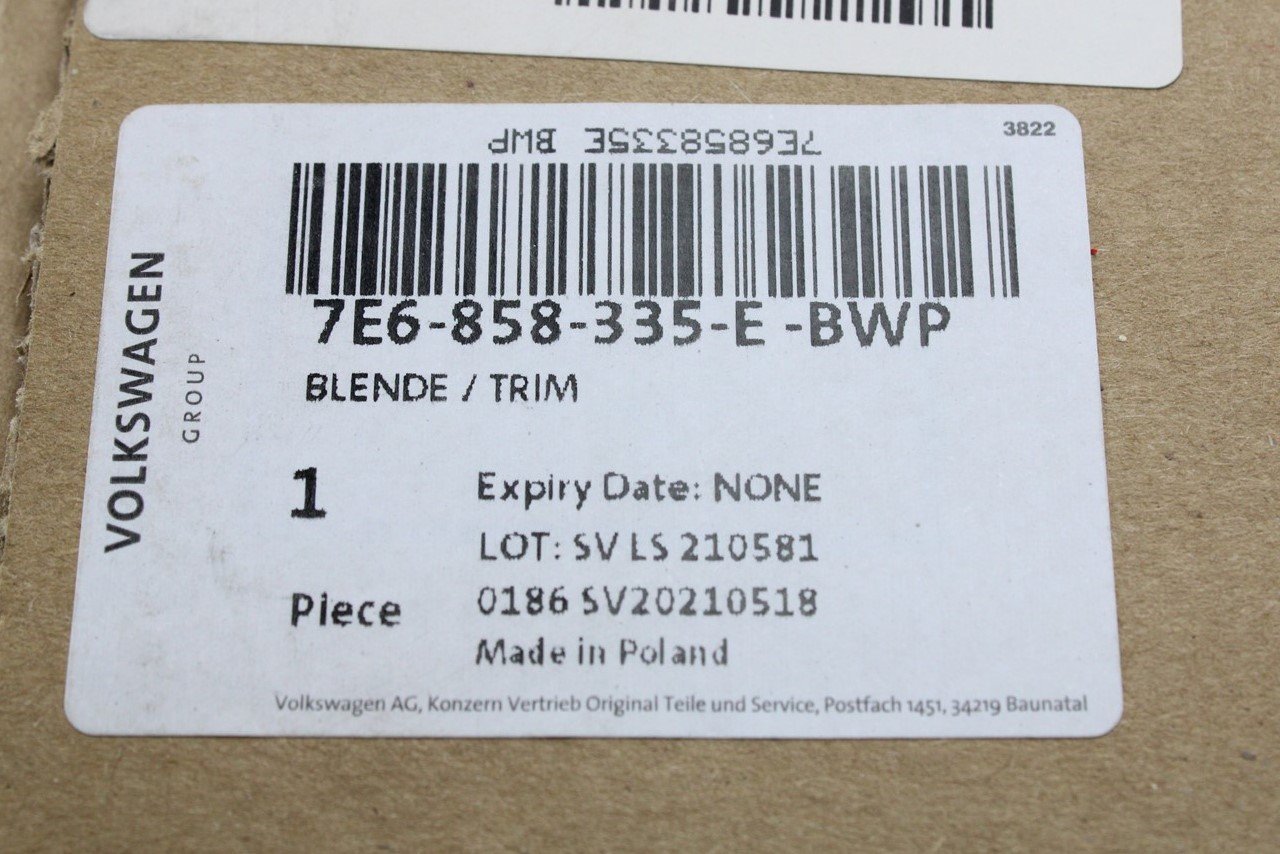 3822
7E6858335E BWP
7E6-858-335-E -BWP
BLENDE / TRIM
VOLKSWAGEN
GROUP
1
Piece
Expiry Date: NONE
LOT: SV LS 210581
0186 SV20210518
Made in Poland
Volkswagen AG, Konzern Vertrieb Original Teile und Service, Postfach 1451, 34219 Baunatal